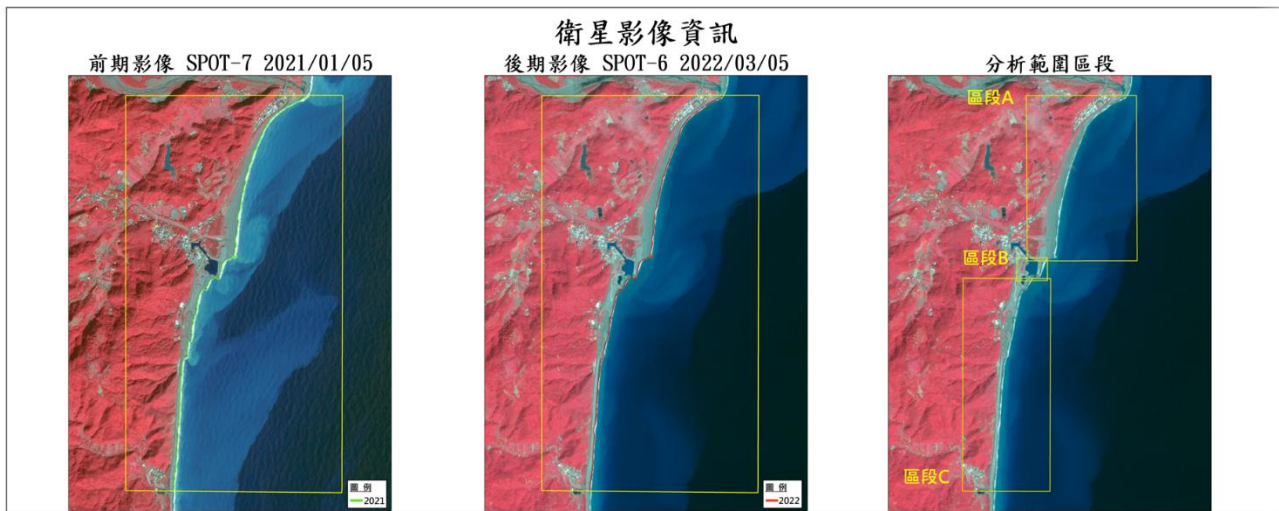 衛星影像資訊
前期影像 SPOT-7 2021/01/05
後期影像 SPOT-6 2022/03/05
分析範圍區段
區段A
區段B
區段C
圖 例
2021
圖 例
2022